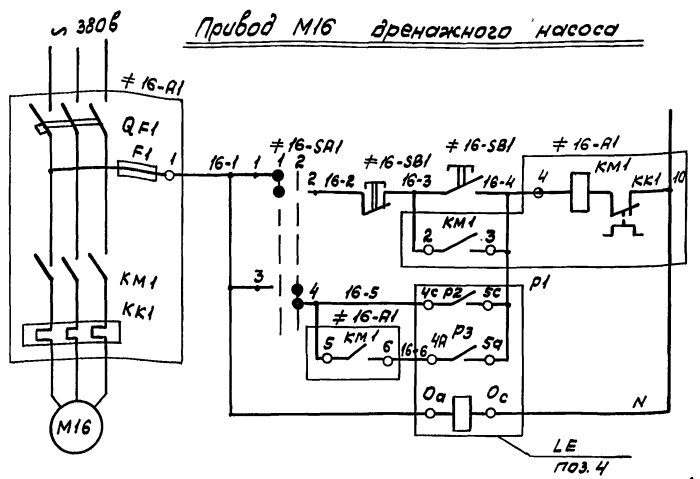 Привод М16 дренажного насоса
∽ 380в
≠ 16-А1
QF1
F1
1
16-1
1
≠16-SA1
1
2
2
16-2
≠16-SB1
16-3
≠16-SB1
16-4
≠ 16-А1
4
КМ1
КК1
10
КМ1
2
3
3
4
16-5
Р1
4с
Р2
5с
≠ 16-А1
5
КМ1
6
16-6
4А
Р3
5а
КМ1
КК1
0а
0с
N
М16
LE
поз. 4